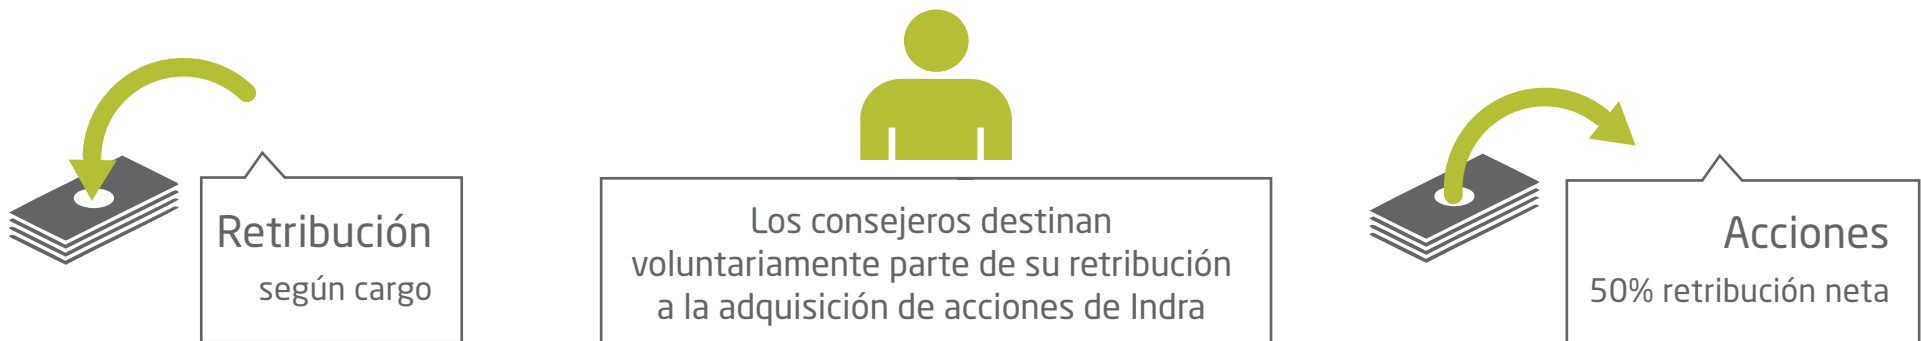 Retribución
según cargo
Los consejeros destinan
voluntariamente parte de su retribución
a la adquisición de acciones de Indra
Acciones
50% retribución neta